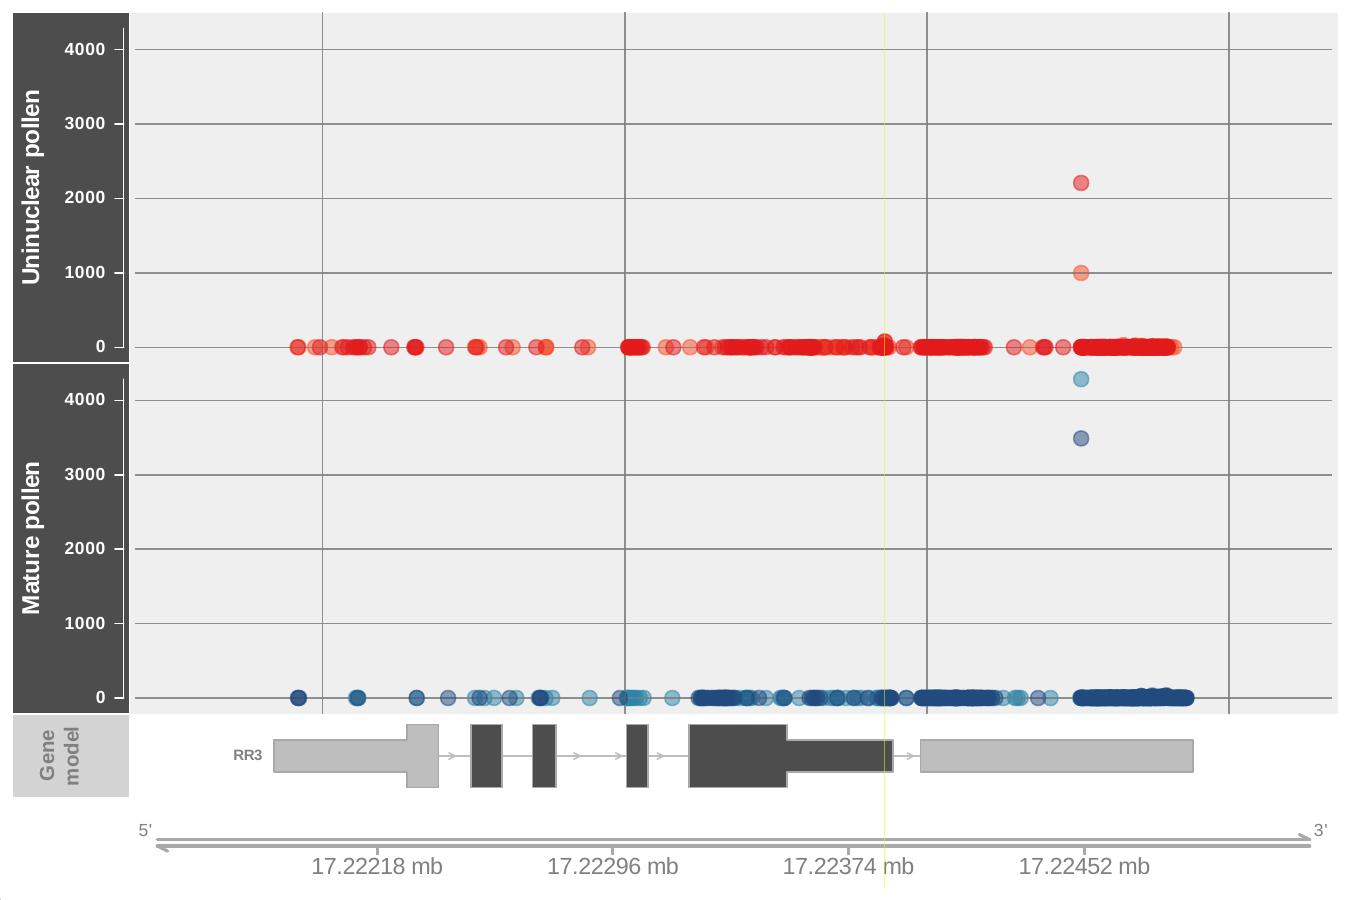 Uninuclear pollen
4000
3000
2000
1000
0
Mature pollen
4000
3000
2000
1000
0
Gene
model
RR3
5'
3'
17.22218 mb
17.22296 mb
17.22374 mb
17.22452 mb